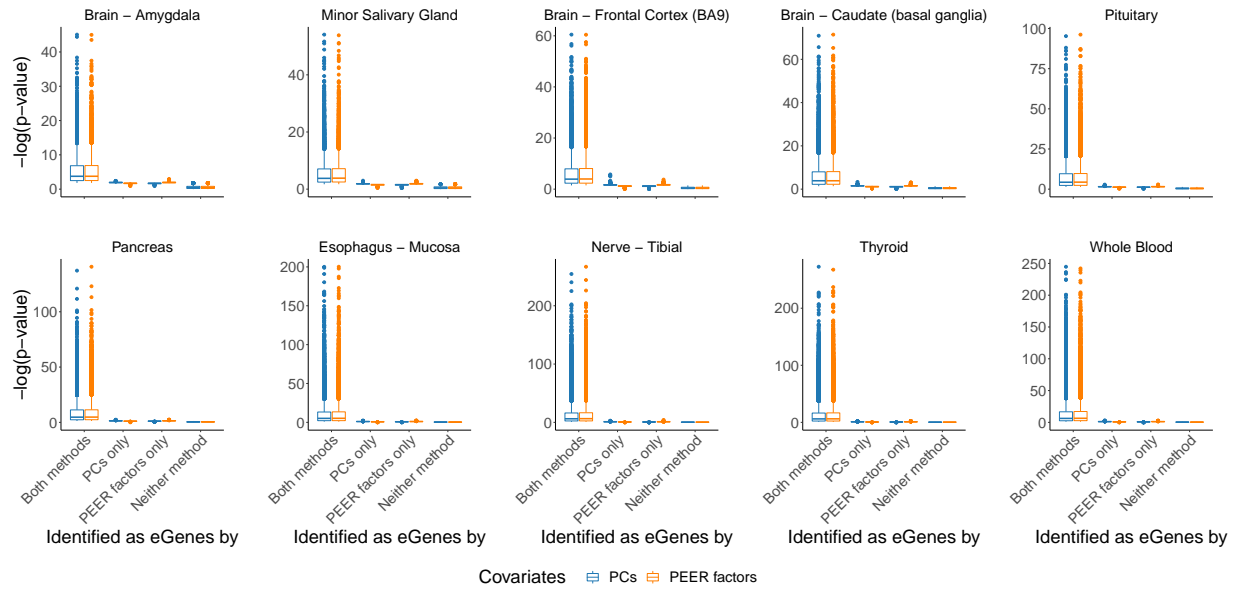 Brain − Amygdala
Minor Salivary Gland
Brain − Frontal Cortex (BA9)
Brain − Caudate (basal ganglia)
Pituitary
−log(p−value)
40
30
20
10
0
40
20
0
60
40
20
0
60
40
20
0
100
75
50
25
0
Pancreas
Esophagus − Mucosa
Nerve − Tibial
Thyroid
Whole Blood
−log(p−value)
100
50
0
200
150
100
50
0
200
100
0
200
100
0
250
200
150
100
50
0
Both methods
PCs only
PEER factors only
Neither method
Both methods
PCs only
PEER factors only
Neither method
Both methods
PCs only
PEER factors only
Neither method
Both methods
PCs only
PEER factors only
Neither method
Both methods
PCs only
PEER factors only
Neither method
Identified as eGenes by
Identified as eGenes by
Identified as eGenes by
Identified as eGenes by
Identified as eGenes by
Covariates PCs PEER factors